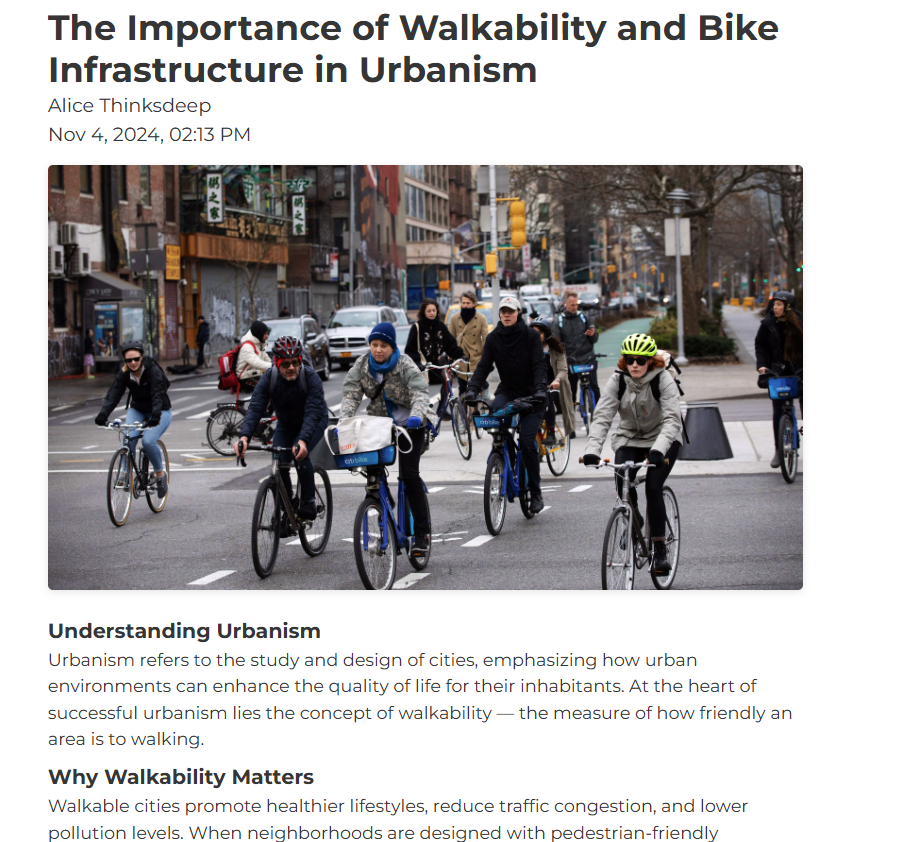 The Importance of Walkability and Bike
Infrastructure in Urbanism
Alice Thinksdeep
Nov 4, 2024, 02:13 PM
citibike
citibike
Understanding Urbanism
Urbanism refers to the study and design of cities, emphasizing how urban
environments can enhance the quality of life for their inhabitants. At the heart of
successful urbanism lies the concept of walkability — the measure of how friendly an
area is to walking.
Why Walkability Matters
Walkable cities promote healthier lifestyles, reduce traffic congestion, and lower
pollution levels. When neighborhoods are designed with pedestrian-friendly